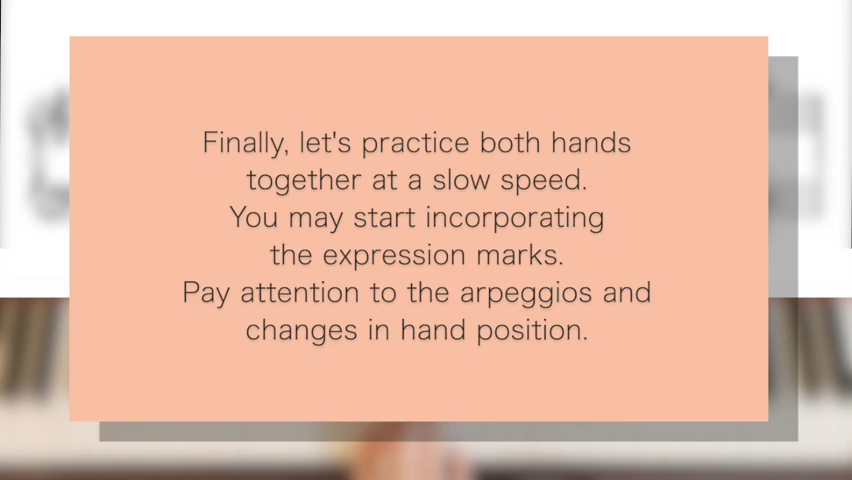 Finally, let's practice both hands
together at a slow speed.
You may start incorporating
the expression marks.
Pay attention to the arpeggios and
changes in hand position.